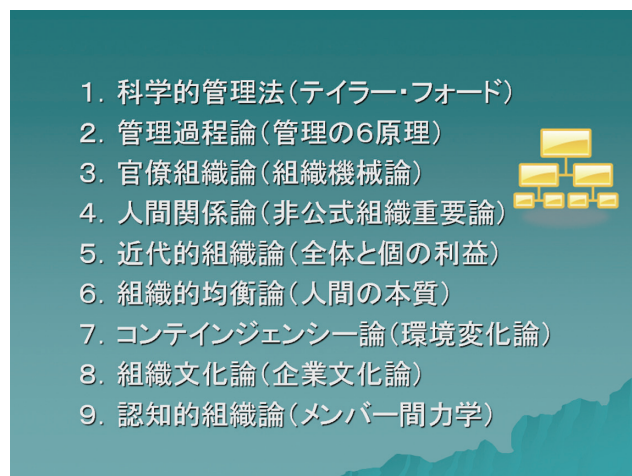 1. 科学的管理法(テイラー・フォード)
2. 管理過程論(管理の6原理)
3. 官僚組織論(組織機械論)
4. 人間関係論(非公式組織重要論)
5. 近代的組織論(全体と個の利益)
6. 組織的均衡論(人間の本質)
7. コンテインジェンシー論(環境変化論)
8. 組織文化論(企業文化論)
9. 認知的組織論(メンバー間力学)